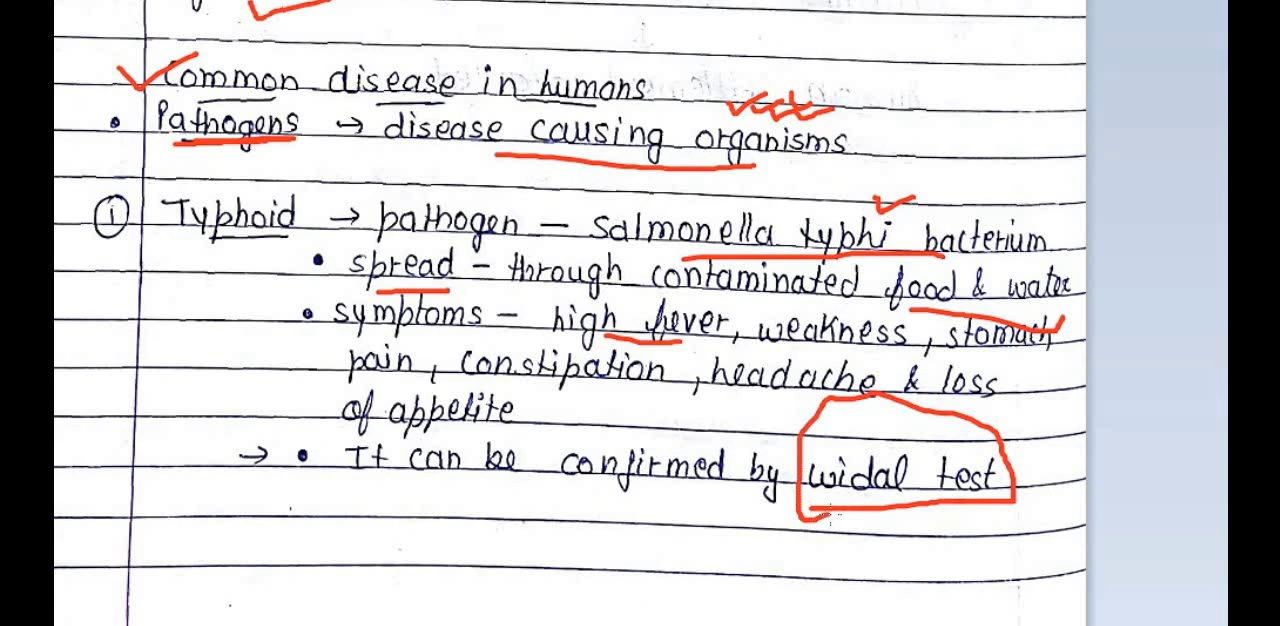 Common disease in humans
• Pathogens → disease causing organisms
① Typhoid → pathogen – salmonella typhi bacterium
• spread – through contaminated food & water
• symptoms – high fever, weakness, stomach
pain, constipation, headache & loss
of appetite
→ • It can be confirmed by widal test